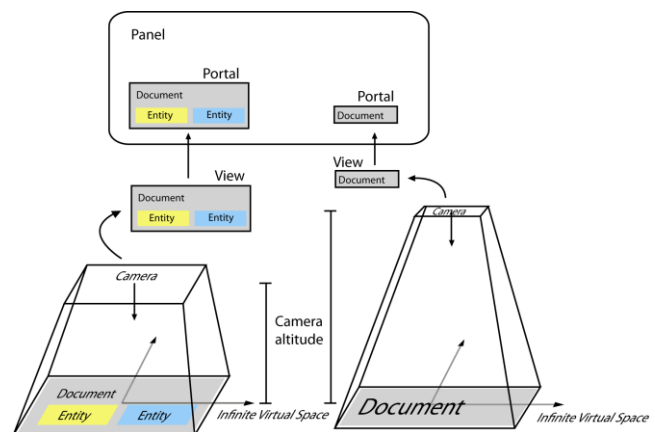 Panel
Portal
Document
Entity Entity
Portal
Document
View
Document
Entity Entity
View
Document
Camera
Camera
Camera
altitude
Document
Entity Entity
Infinite Virtual Space
Document
Infinite Virtual Space